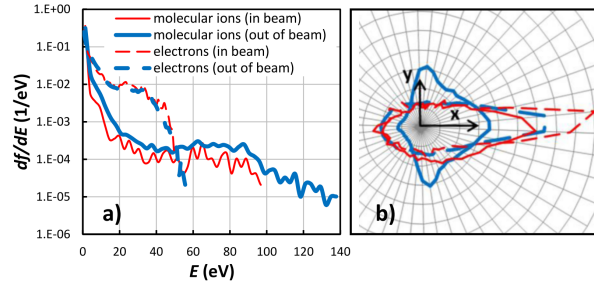 1.E+00
1.E-01
1.E-02
1.E-03
1.E-04
1.E-05
1.E-06
df/dE (1/eV)
molecular ions (in beam)
molecular ions (out of beam)
electrons (in beam)
electrons (out of beam)
a)
0 20 40 60 80 100 120 140
E (eV)
y
x
b)